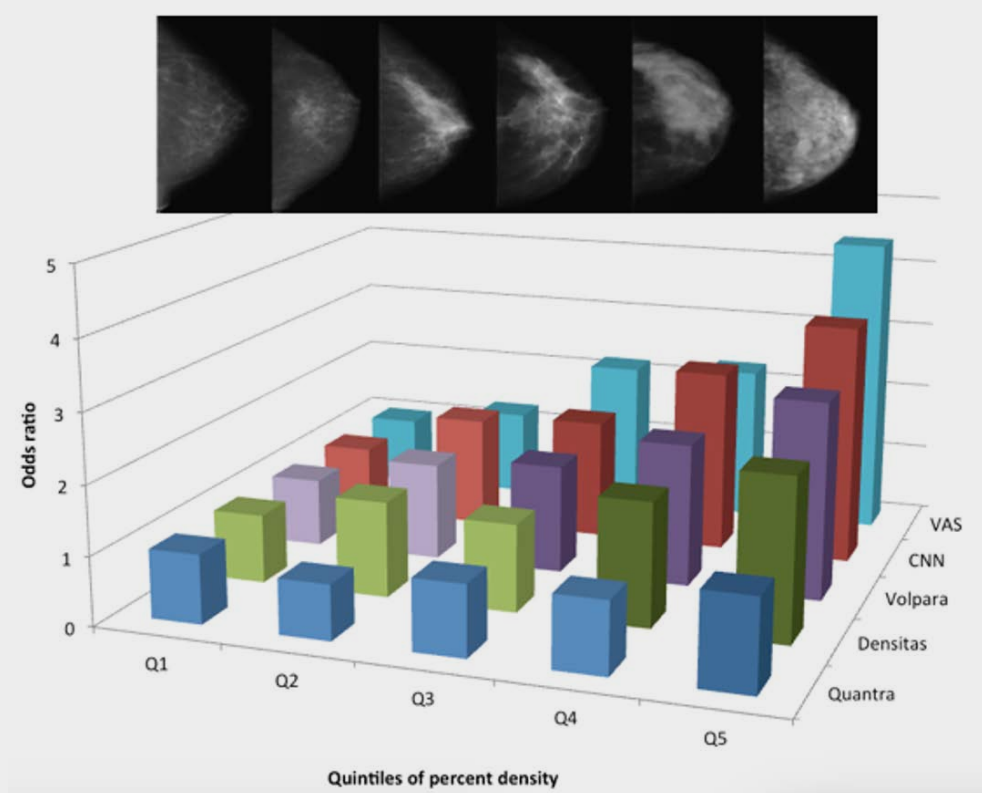 5
4
3
2
1
0
Odds ratio
Q1
Q2
Q3
Q4
Q5
VAS
CNN
Volpara
Densitas
Quantra
Quintiles of percent density